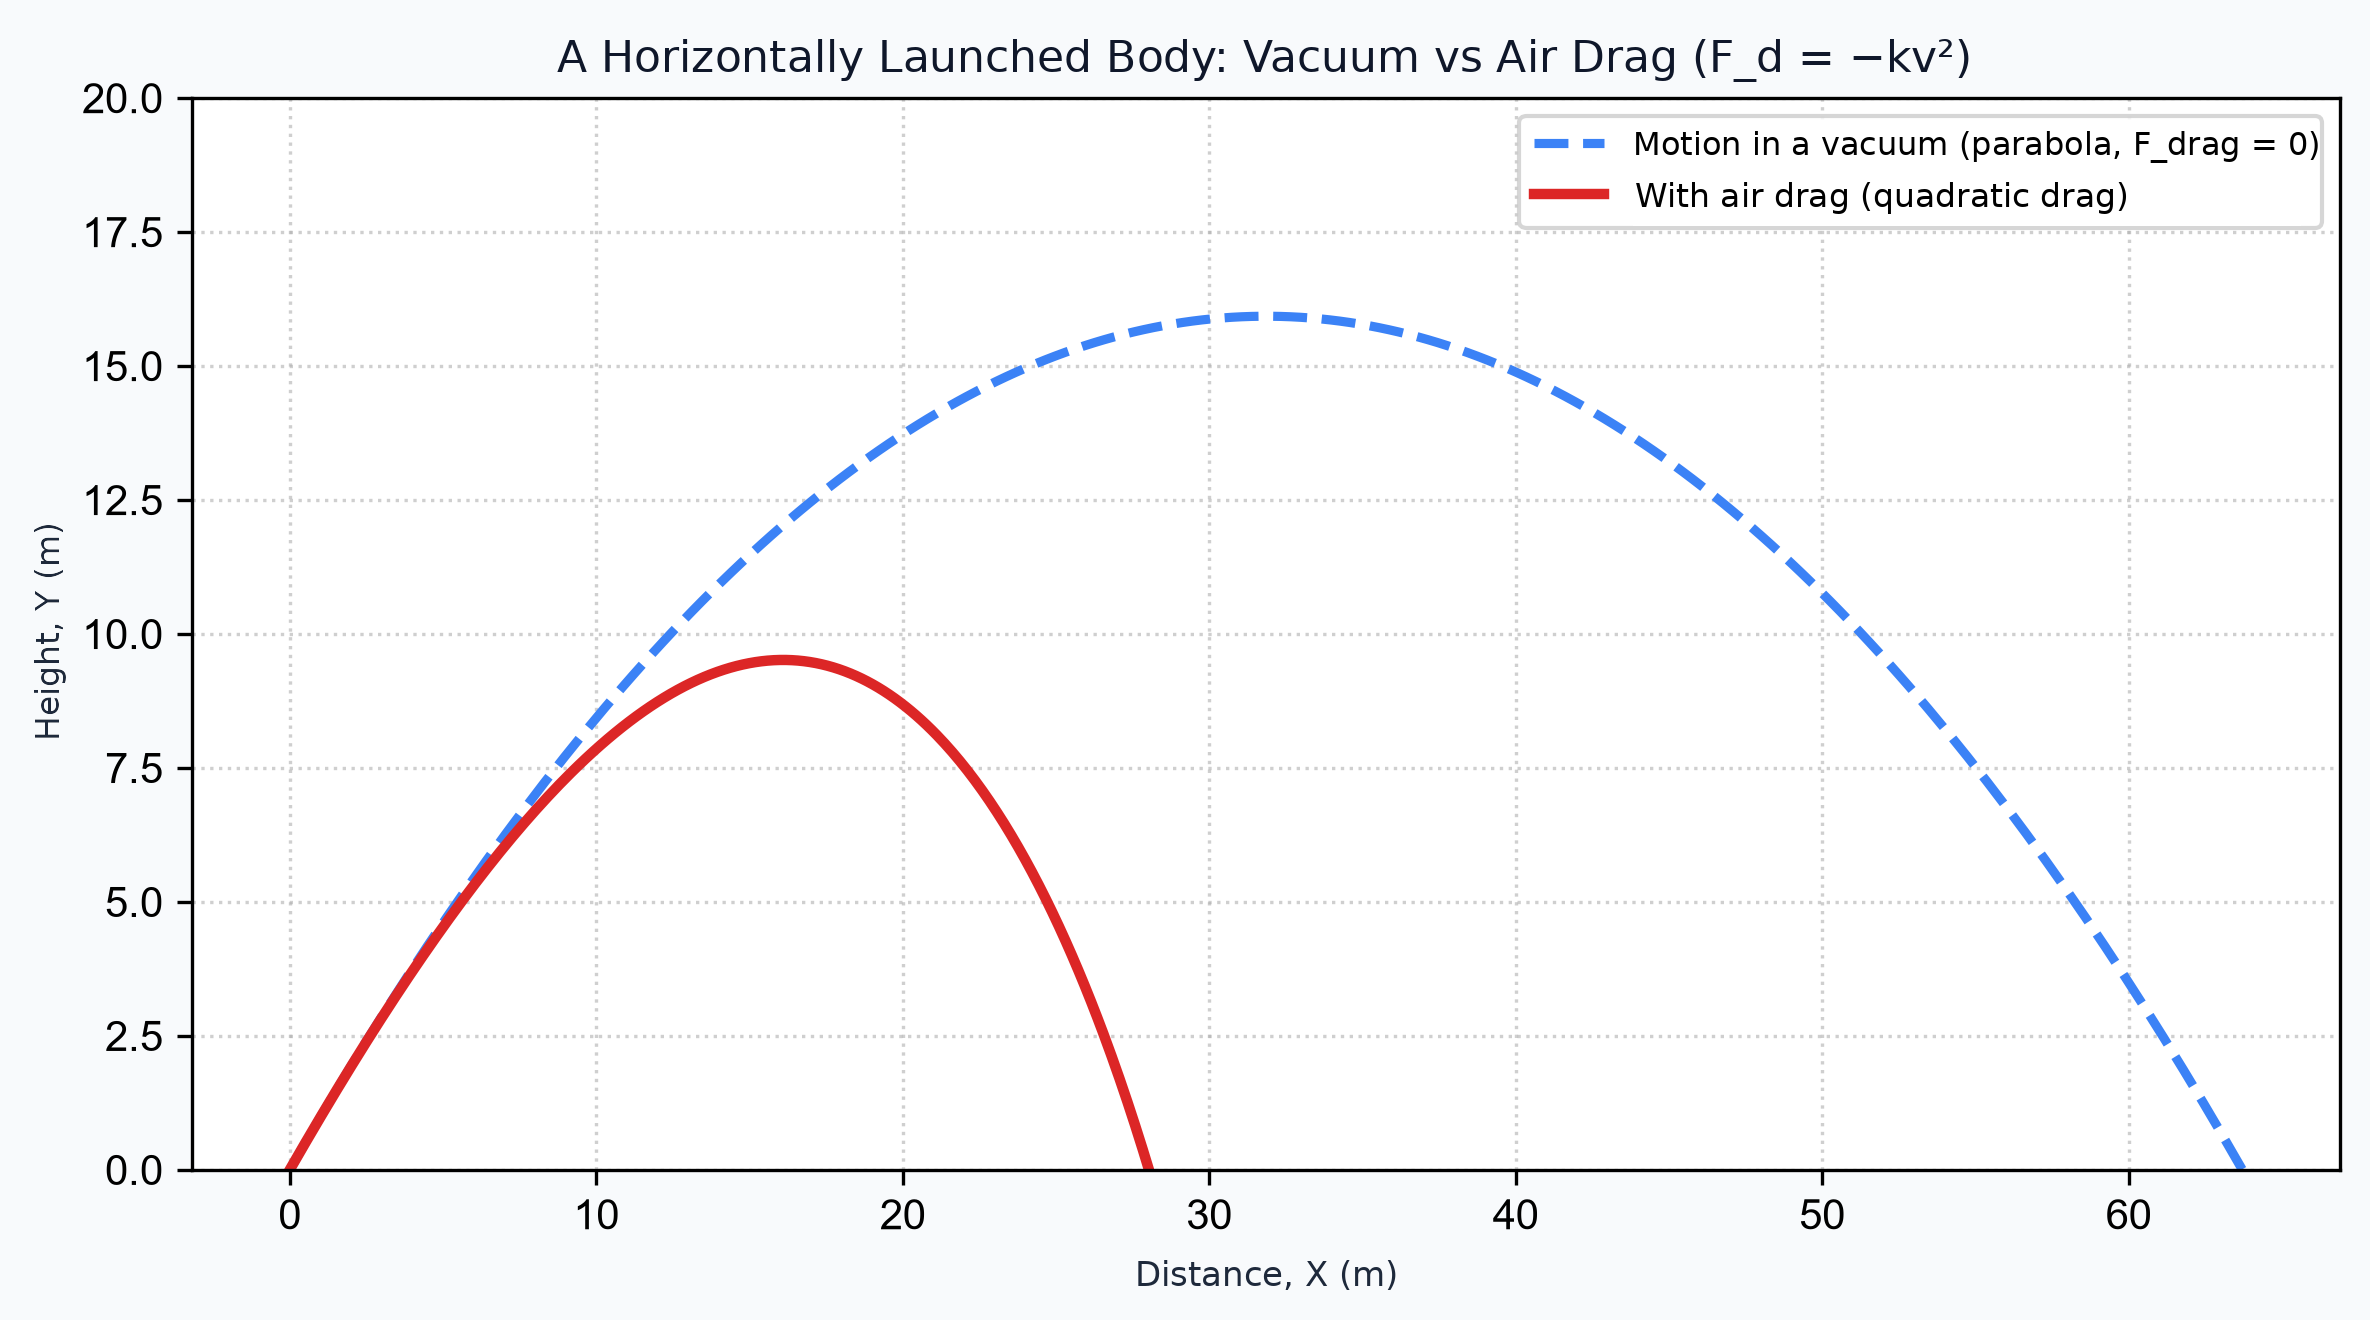 A Horizontally Launched Body: Vacuum vs Air Drag (F_d = −kv²)
20.0
17.5
15.0
12.5
10.0
7.5
5.0
2.5
0.0
Height, Y (m)
Motion in a vacuum (parabola, F_drag = 0)
With air drag (quadratic drag)
0 10 20 30 40 50 60
Distance, X (m)